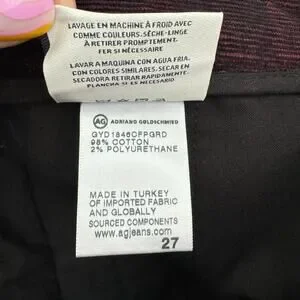 LAVAGE EN MACHINE À FROID AVEC
COMME COULEURS. SÈCHE-LINGE
À RETIRER PROMPTEMENT.
FER SI NÉCESSAIRE
LAVAR A MAQUINA CON AGUA FRIA.
CON COLORES SIMILARES. SECAR EN
SECADORA RETIRAR RAPIDAMENTE.
PLANCHA SI ES NECESARIO
AG ADRIANO GOLDSCHMIED
GYD1846CFPGRD
98% COTTON
2% POLYURETHANE
MADE IN TURKEY
OF IMPORTED FABRIC
AND GLOBALLY
SOURCED COMPONENTS
www.agjeans.com
27